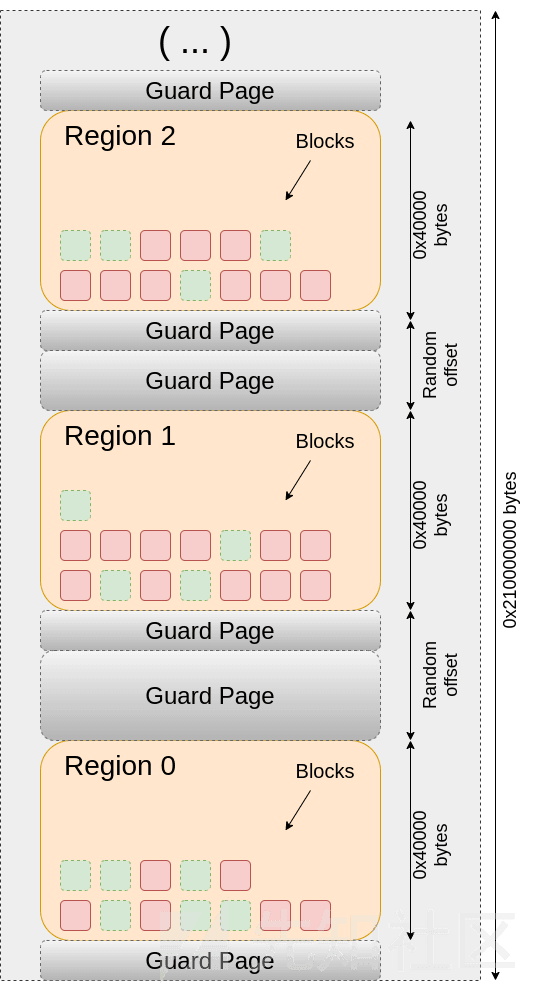 ( ... )
Guard Page
Region 2
Blocks
0x40000
bytes
Guard Page
Guard Page
Random
offset
Region 1
Blocks
0x40000
bytes
0x210000000 bytes
Guard Page
Guard Page
Random
offset
Region 0
Blocks
0x40000
bytes
Guard Page